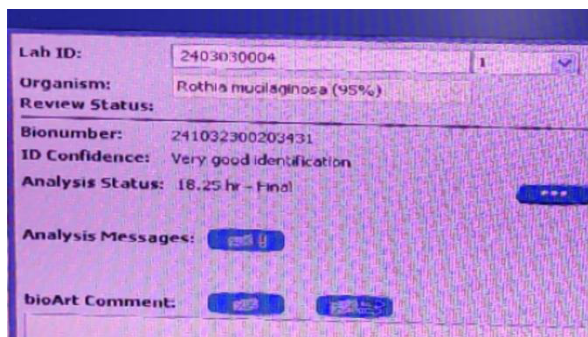 Lab ID: 2403030004 1
Organism: Rothia mucilaginosa (95%)
Review Status:
Bionumber: 241032300203431
ID Confidence: Very good identification
Analysis Status: 18.25 hr - Final
Analysis Messages:
bioArt Comment: